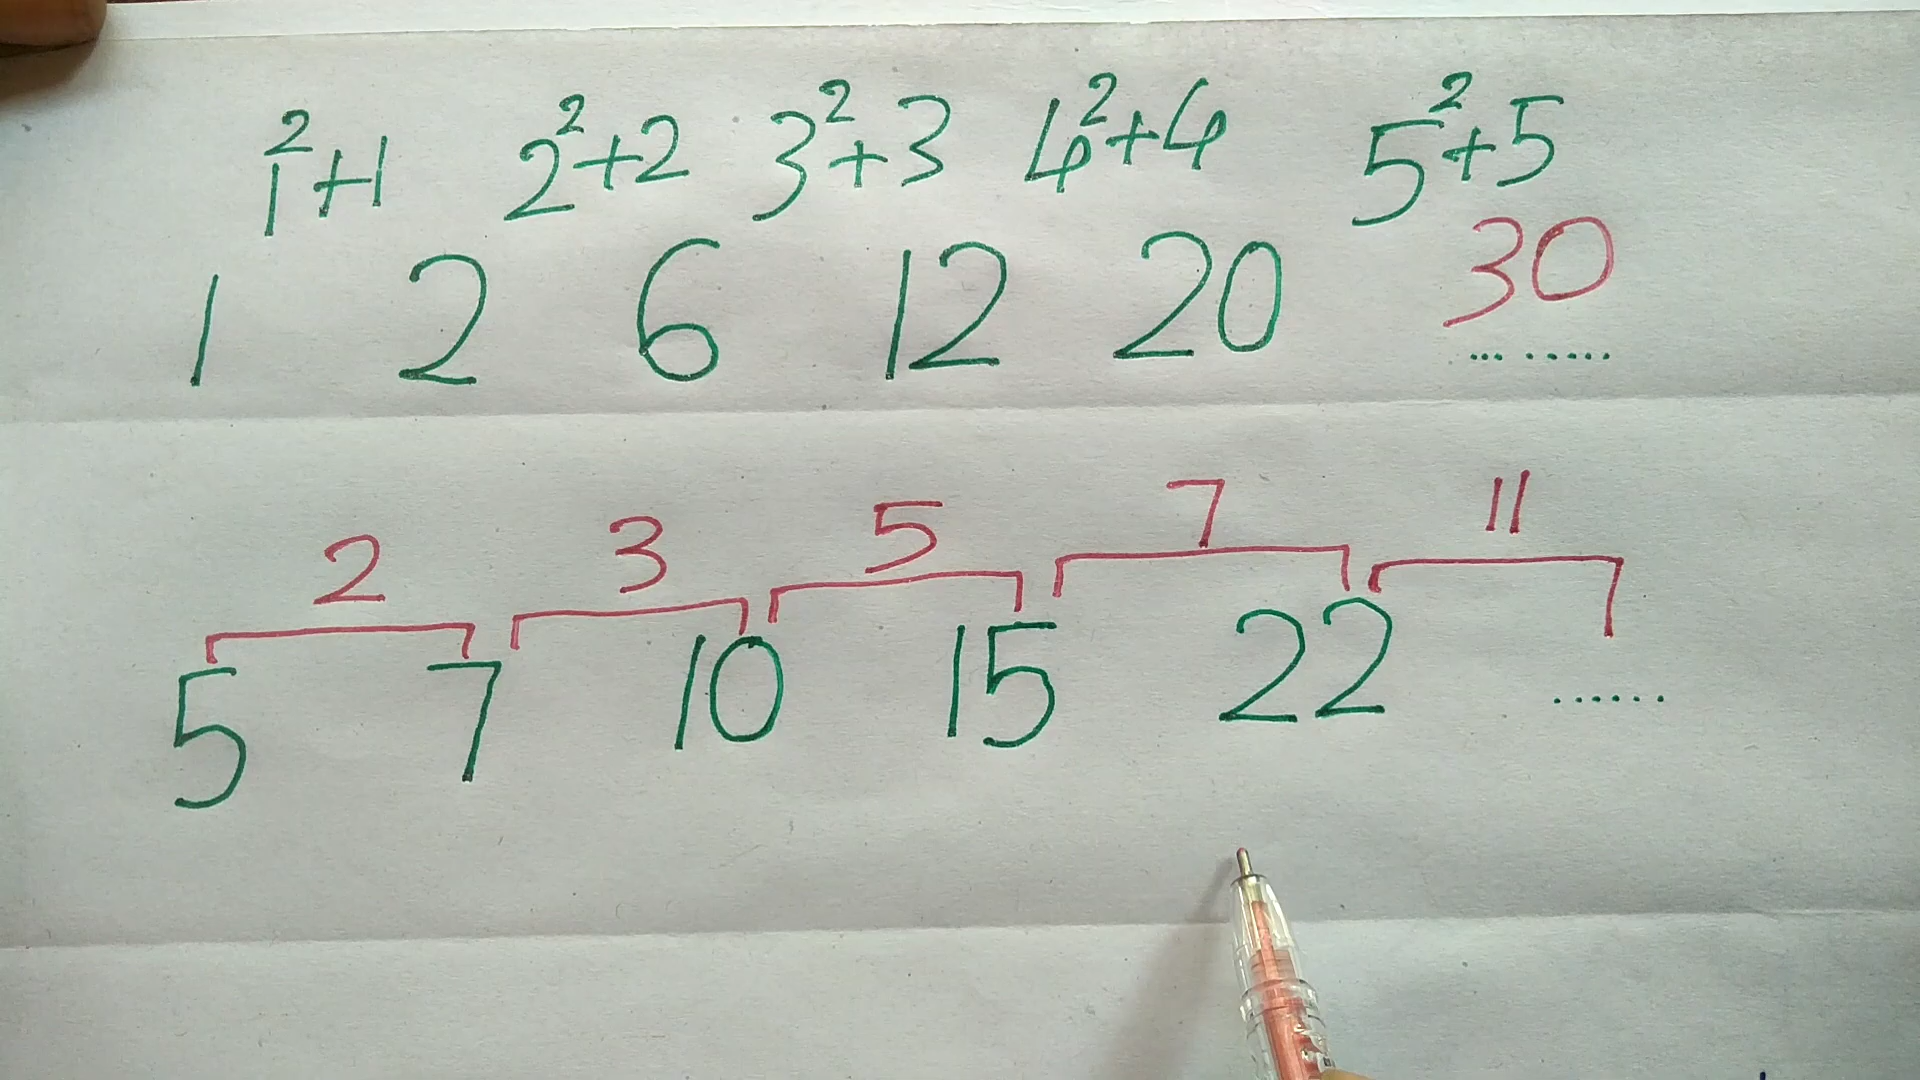 1²+1 2²+2 3²+3 4²+4 5²+5
1 2 6 12 20 30
... .....
2 3 5 7 11
5 7 10 15 22 ......